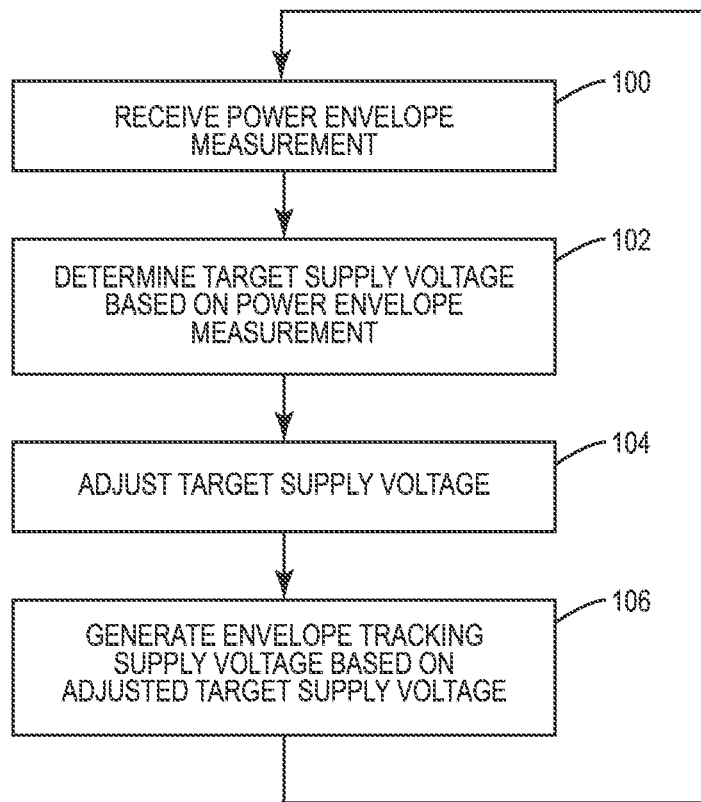 100
RECEIVE POWER ENVELOPE
MEASUREMENT
102
DETERMINE TARGET SUPPLY VOLTAGE
BASED ON POWER ENVELOPE
MEASUREMENT
104
ADJUST TARGET SUPPLY VOLTAGE
106
GENERATE ENVELOPE TRACKING
SUPPLY VOLTAGE BASED ON
ADJUSTED TARGET SUPPLY VOLTAGE